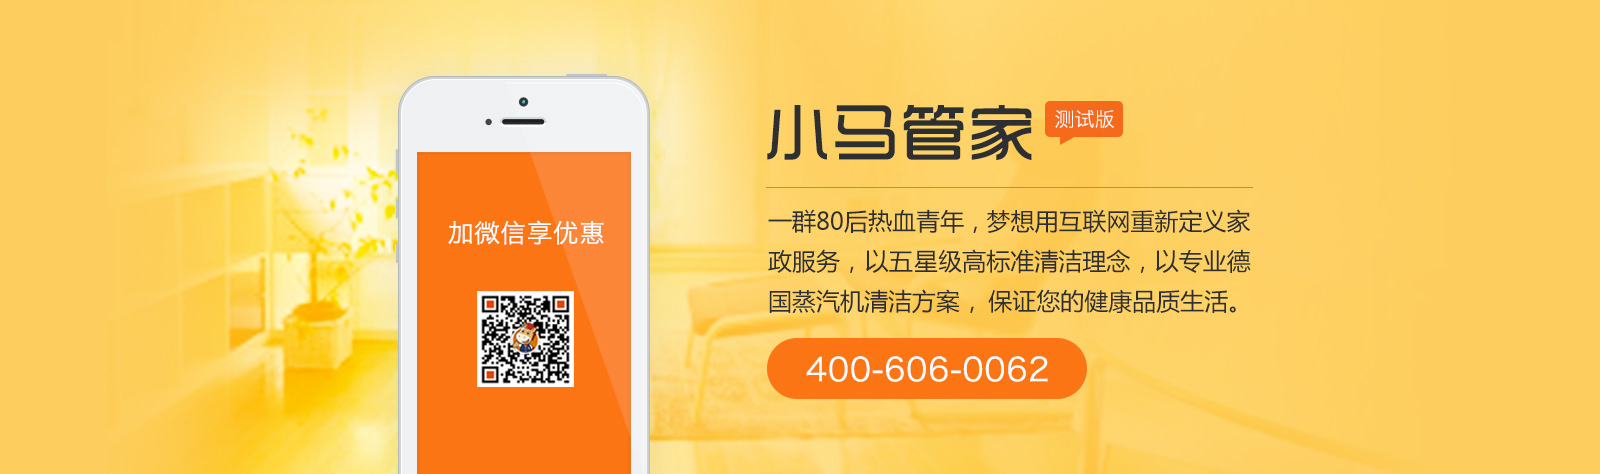 加微信享优惠
小马管家
测试版
一群80后热血青年，梦想用互联网重新定义家
政服务，以五星级高标准清洁理念，以专业德
国蒸汽机清洁方案， 保证您的健康品质生活。
400-606-0062